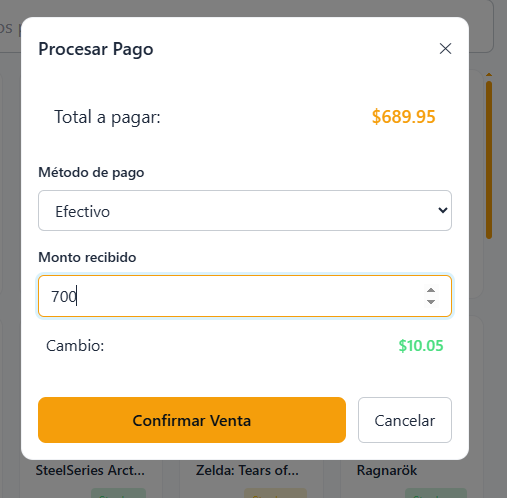 os p
Procesar Pago
Total a pagar: $689.95
Método de pago
Efectivo
Monto recibido
700
Cambio: $10.05
Confirmar Venta Cancelar
SteelSeries Arct... Zelda: Tears of... Ragnarök